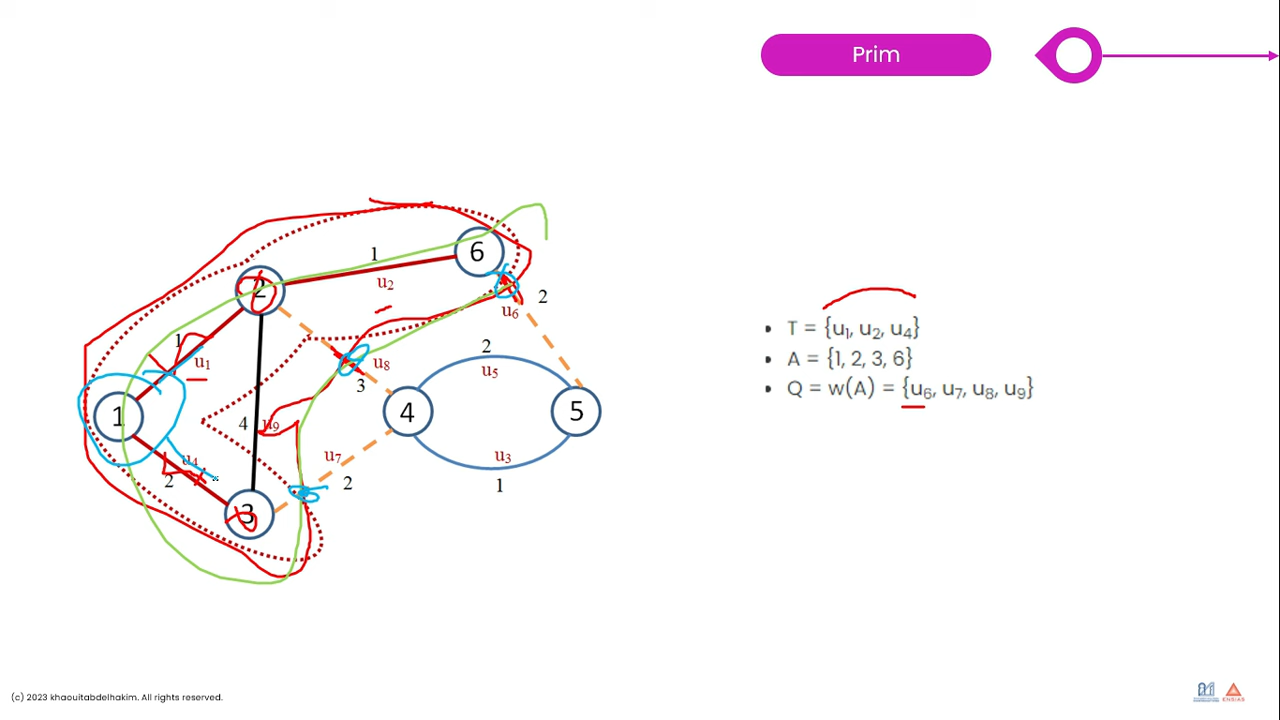 Prim
1
6
u₂
2
1
u₁
u₆
2
• T = {u₁, u₂, u₄}
• A = {1, 2, 3, 6}
• Q = w(A) = {u₆, u₇, u₈, u₉}
2
u₅
u₈
3
1
4
u₉
4
5
u₄
2
u₇
2
u₃
1
3
(c) 2023 khaouitabdelhakim. All rights reserved.
ENSIAS